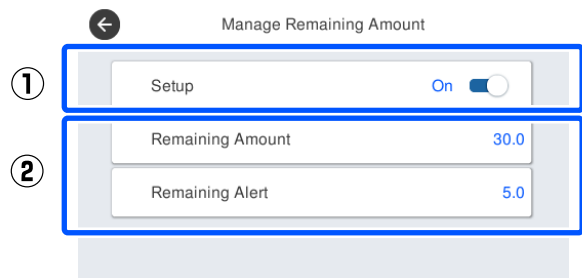 Manage Remaining Amount
① Setup On
② Remaining Amount 30.0
Remaining Alert 5.0